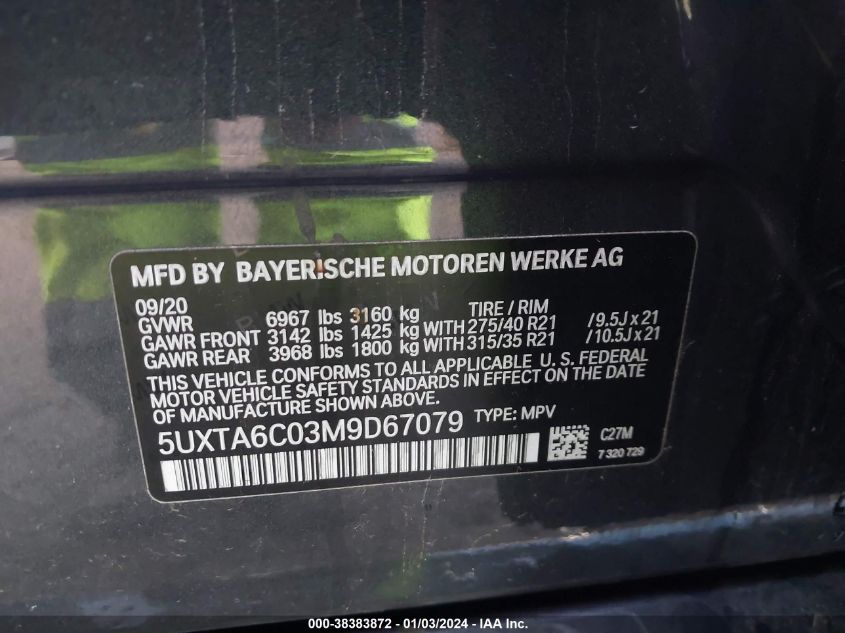 MFD BY BAYERISCHE MOTOREN WERKE AG
09/20 TIRE / RIM
GVWR 6967 lbs 3160 kg
GAWR FRONT 3142 lbs 1425 kg WITH 275/40 R21 / 9.5J x 21
GAWR REAR 3968 lbs 1800 kg WITH 315/35 R21 / 10.5J x 21
THIS VEHICLE CONFORMS TO ALL APPLICABLE U. S. FEDERAL
MOTOR VEHICLE SAFETY STANDARDS IN EFFECT ON THE DATE
OF MANUFACTURE SHOWN ABOVE.
5UXTA6C03M9D67079 TYPE: MPV
C27M
7 320 729
000-38383872 - 01/03/2024 - IAA Inc.